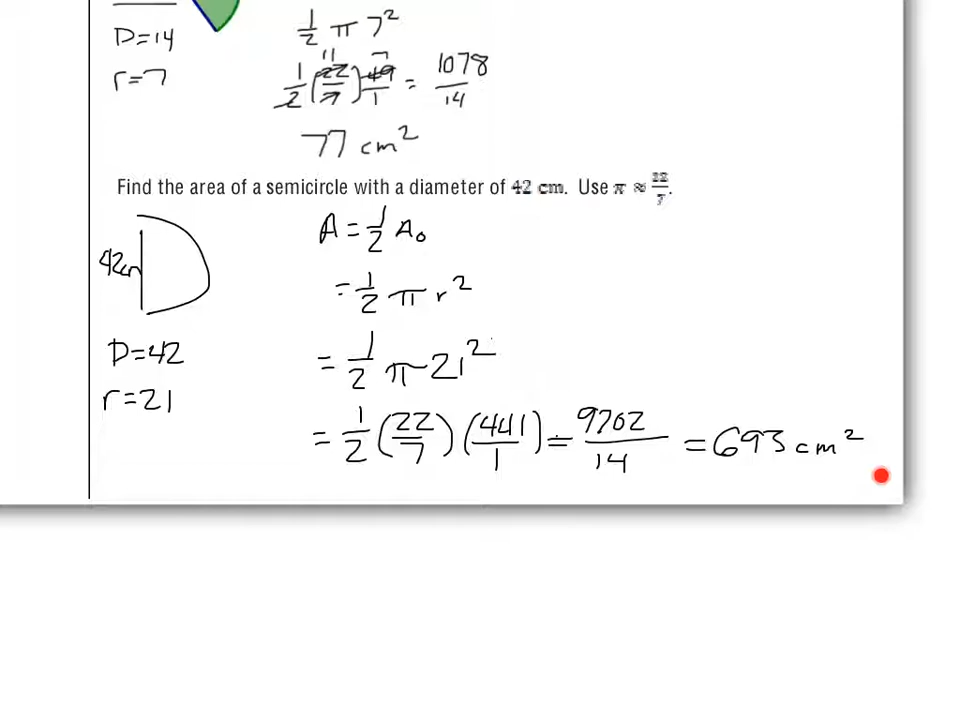 D=14
r=7
1/2 π 7²
1/2 (22/7) 49/1 = 1078/14
11 7
77 cm²
Find the area of a semicircle with a diameter of 42 cm. Use π ≈ 22/7.
42cm
D=42
r=21
A = 1/2 A₀
= 1/2 π r²
= 1/2 π 21²
= 1/2 (22/7) (441/1) = 9702/14 = 693 cm²